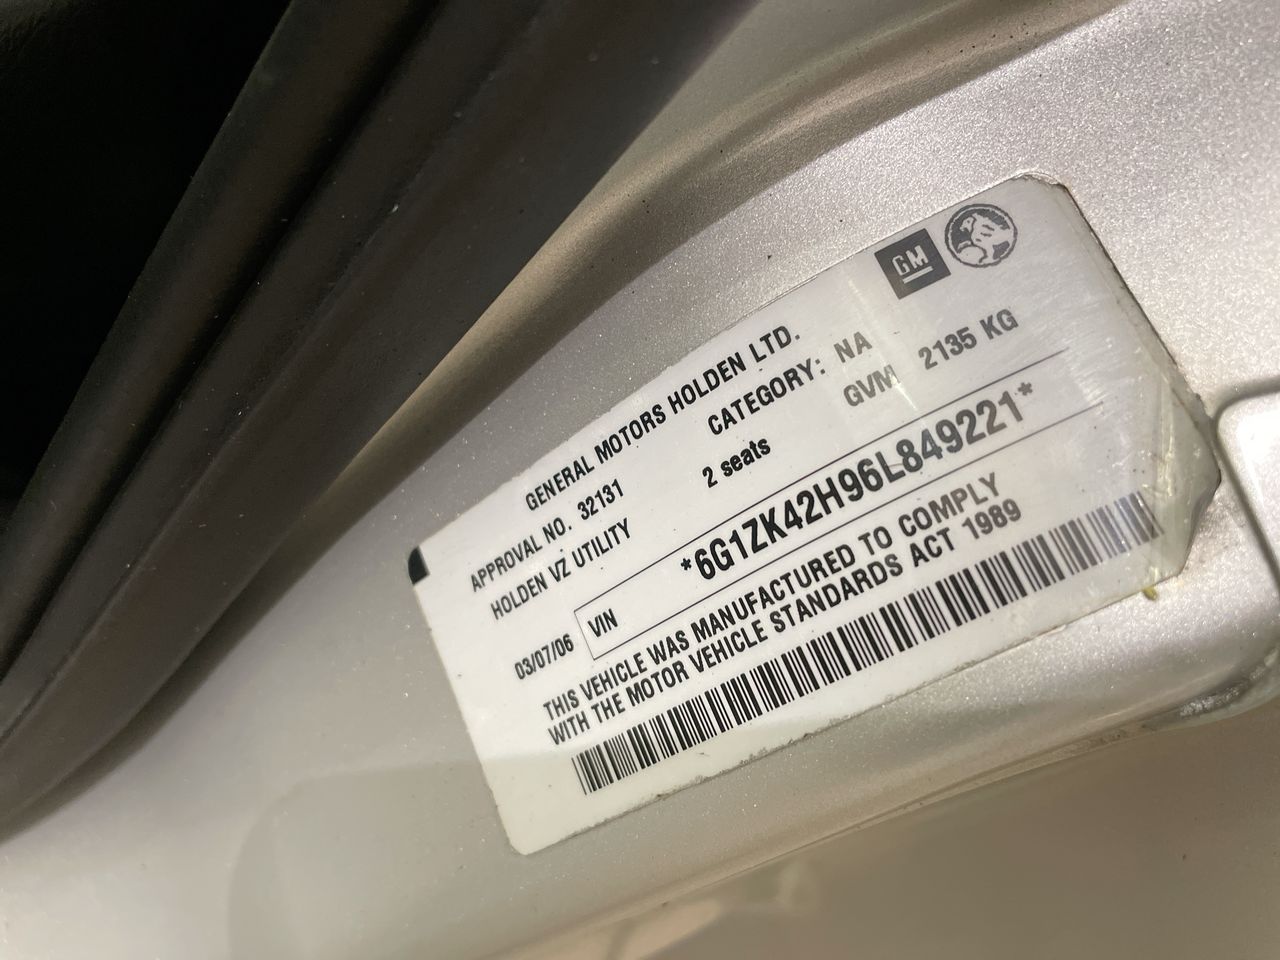 GM
GENERAL MOTORS HOLDEN LTD.
APPROVAL NO. 32131 CATEGORY: NA
HOLDEN VZ UTILITY 2 seats GVM 2135 KG
03/07/06 VIN *6G1ZK42H96L849221*
THIS VEHICLE WAS MANUFACTURED TO COMPLY
WITH THE MOTOR VEHICLE STANDARDS ACT 1989